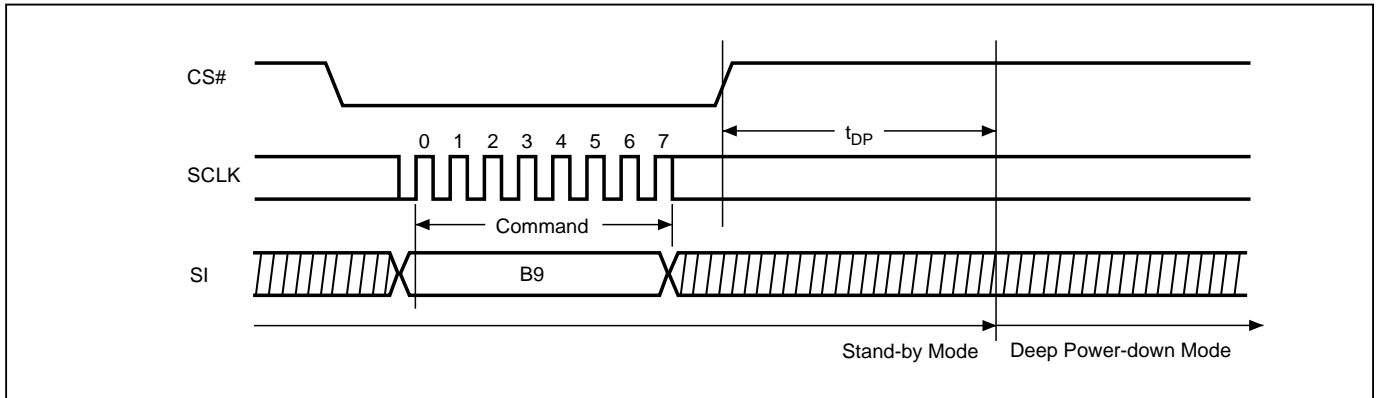 CS#
tDP
0 1 2 3 4 5 6 7
SCLK
Command
SI
B9
Stand-by Mode
Deep Power-down Mode